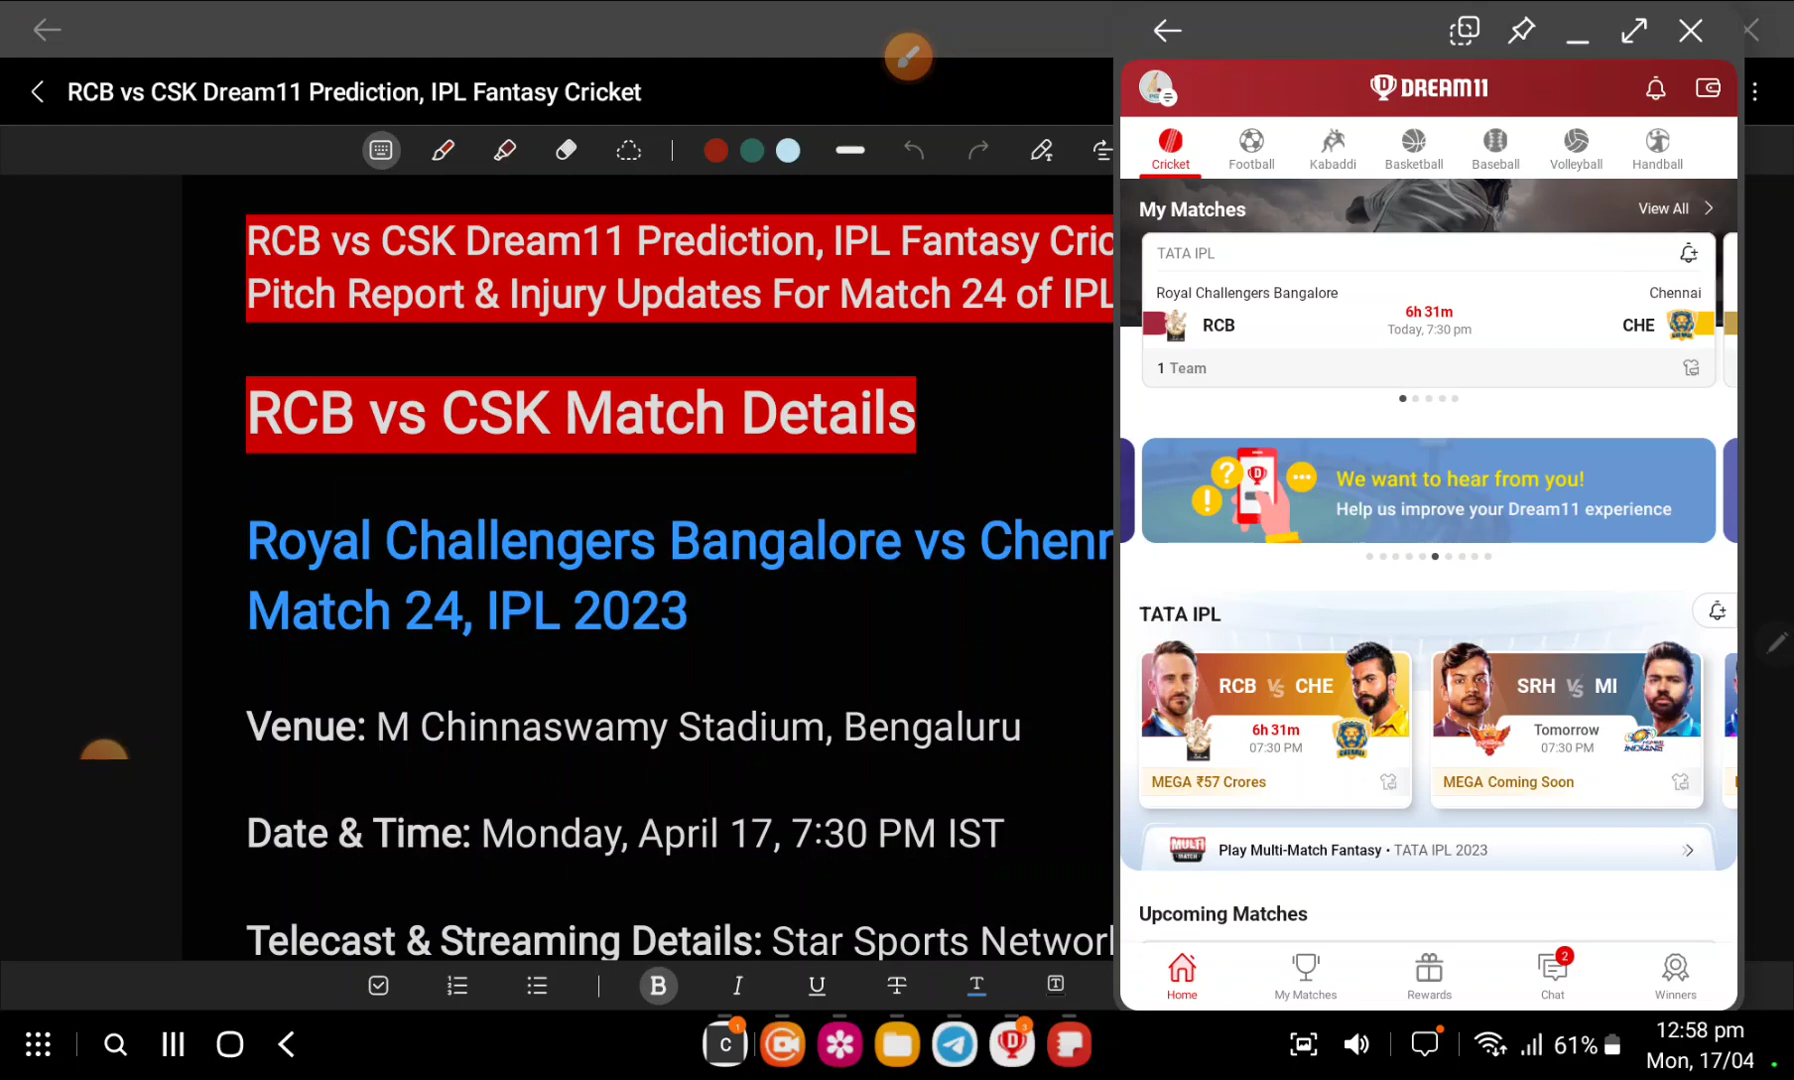 RCB vs CSK Dream11 Prediction, IPL Fantasy Cricket
RCB vs CSK Dream11 Prediction, IPL Fantasy Cric
Pitch Report & Injury Updates For Match 24 of IPL
RCB vs CSK Match Details
Royal Challengers Bangalore vs Chenn
Match 24, IPL 2023
Venue: M Chinnaswamy Stadium, Bengaluru
Date & Time: Monday, April 17, 7:30 PM IST
Telecast & Streaming Details: Star Sports Network
B I U T T T
DREAM11
Cricket Football Kabaddi Basketball Baseball Volleyball Handball
My Matches View All
TATA IPL
Royal Challengers Bangalore Chennai
RCB 6h 31m CHE
Today, 7:30 pm
1 Team
We want to hear from you!
Help us improve your Dream11 experience
TATA IPL
RCB VS CHE
6h 31m
07:30 PM
MEGA ₹57 Crores
SRH VS MI
Tomorrow
07:30 PM
MEGA Coming Soon
MULTI
MATCH
Play Multi-Match Fantasy • TATA IPL 2023
Upcoming Matches
2
Home My Matches Rewards Chat Winners
C 1 3
61%
12:58 pm
Mon, 17/04